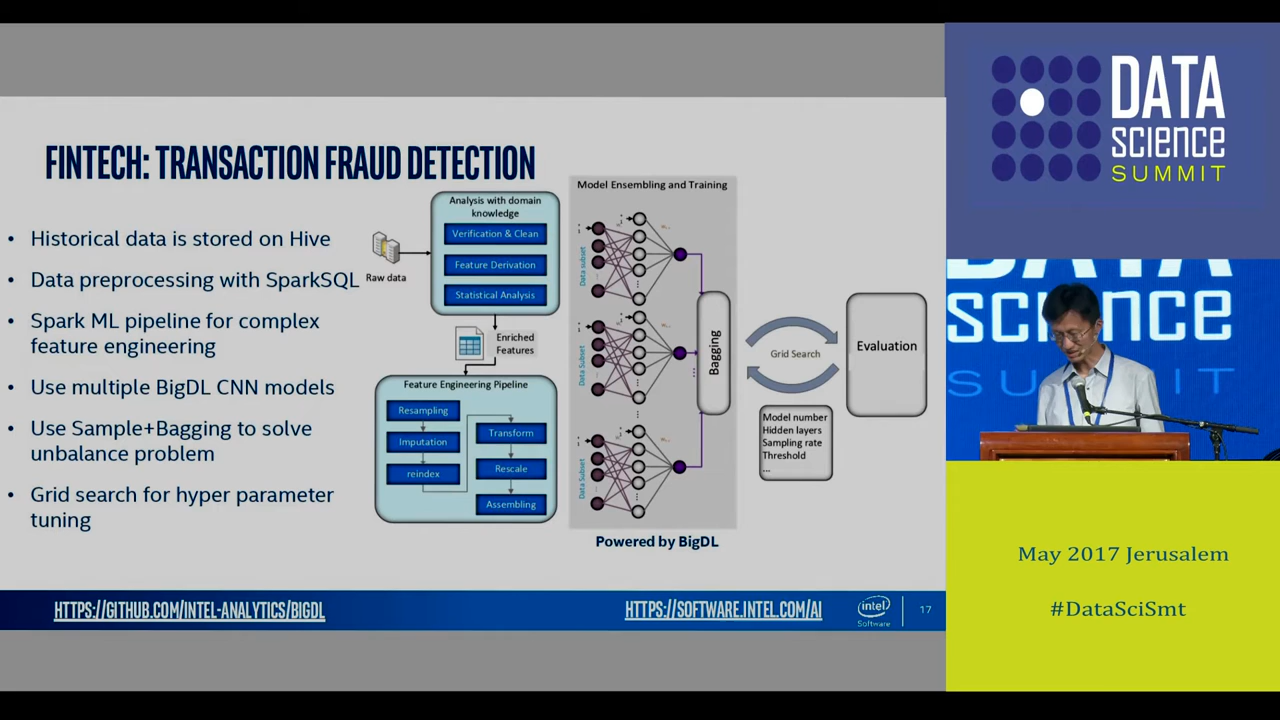 FINTECH: TRANSACTION FRAUD DETECTION
• Historical data is stored on Hive
• Data preprocessing with SparkSQL
• Spark ML pipeline for complex
feature engineering
• Use multiple BigDL CNN models
• Use Sample+Bagging to solve
unbalance problem
• Grid search for hyper parameter
tuning
Raw data
Analysis with domain
knowledge
Verification & Clean
Feature Derivation
Statistical Analysis
Enriched
Features
Feature Engineering Pipeline
Resampling
Imputation
reindex
Transform
Rescale
Assembling
Model Ensembling and Training
Data subset
Data Subset
Data Subset
Bagging
Powered by BigDL
Grid Search
Model number
Hidden layers
Sampling rate
Threshold
...
Evaluation
HTTPS://GITHUB.COM/INTEL-ANALYTICS/BIGDL
HTTPS://SOFTWARE.INTEL.COM/AI
intel
Software
17
DATA
science
SUMMIT
DATA
science
SUMMIT
May 2017 Jerusalem
#DataSciSmt